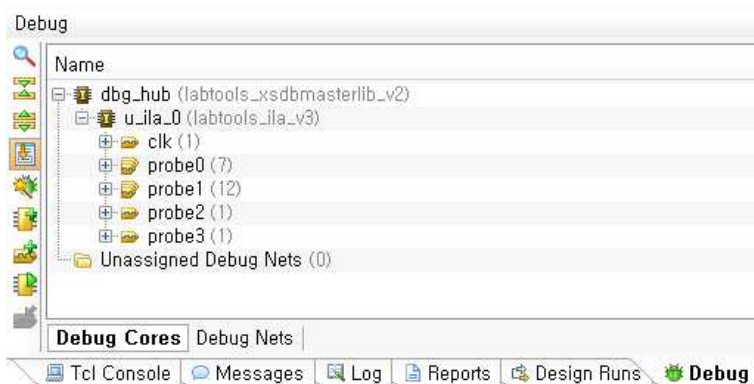 Debug
Name
dbg_hub (labtools_xsdbmasterlib_v2)
u_ila_0 (labtools_ila_v3)
clk (1)
probe0 (7)
probe1 (12)
probe2 (1)
probe3 (1)
Unassigned Debug Nets (0)
Debug Cores Debug Nets
Tcl Console Messages Log Reports Design Runs Debug